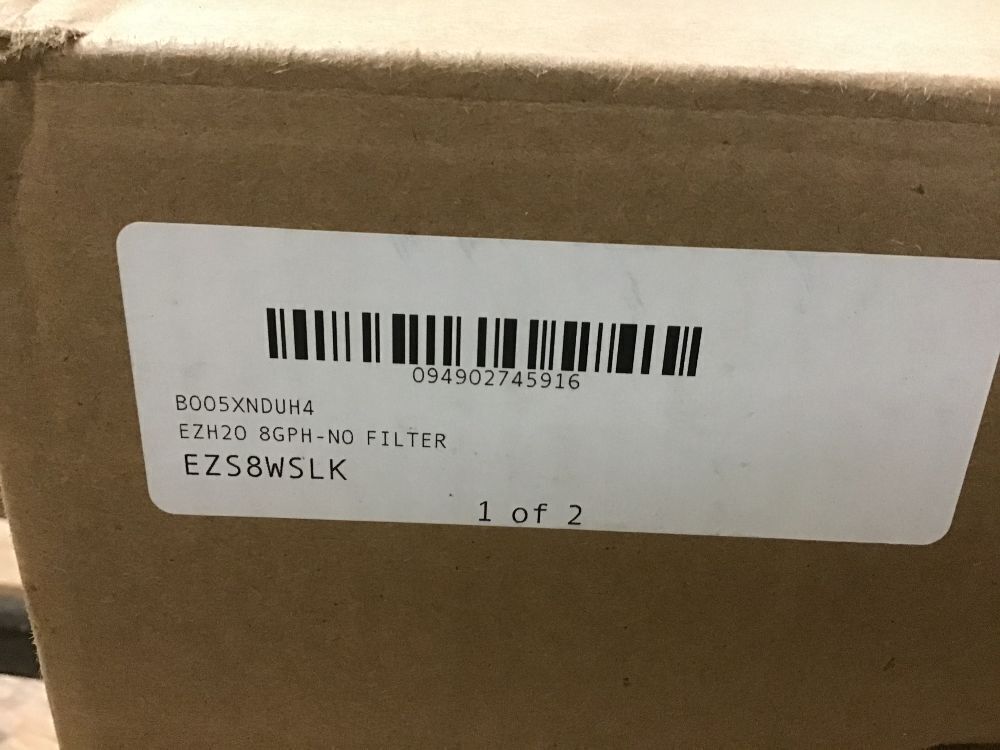 094902745916
B005XNDUH4
EZH2O 8GPH-NO FILTER
EZS8WSLK
1 of 2